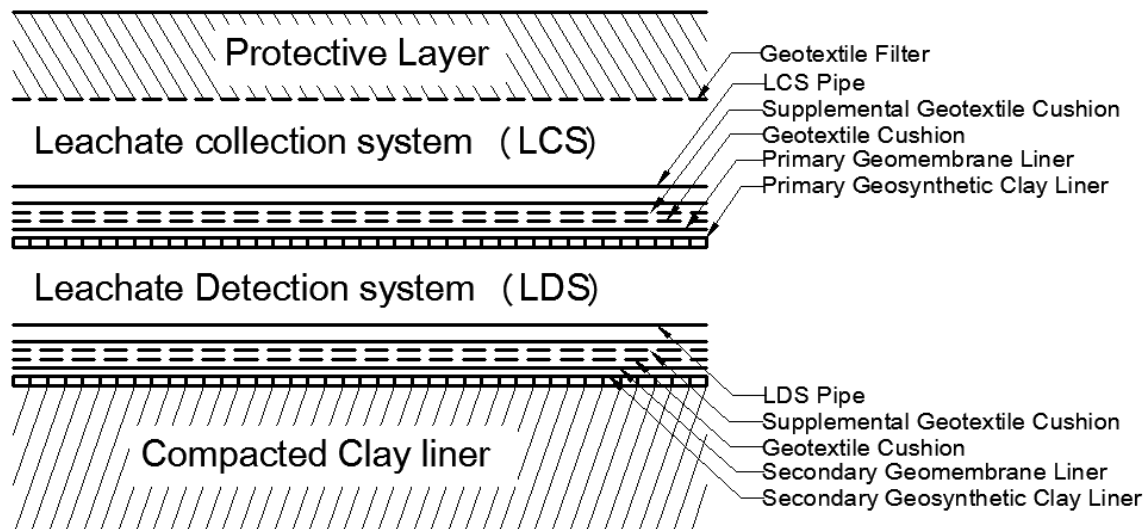 Protective Layer
Geotextile Filter
LCS Pipe
Supplemental Geotextile Cushion
Leachate collection system (LCS)
Geotextile Cushion
Primary Geomembrane Liner
Primary Geosynthetic Clay Liner
Leachate Detection system (LDS)
LDS Pipe
Supplemental Geotextile Cushion
Geotextile Cushion
Compacted Clay liner
Secondary Geomembrane Liner
Secondary Geosynthetic Clay Liner